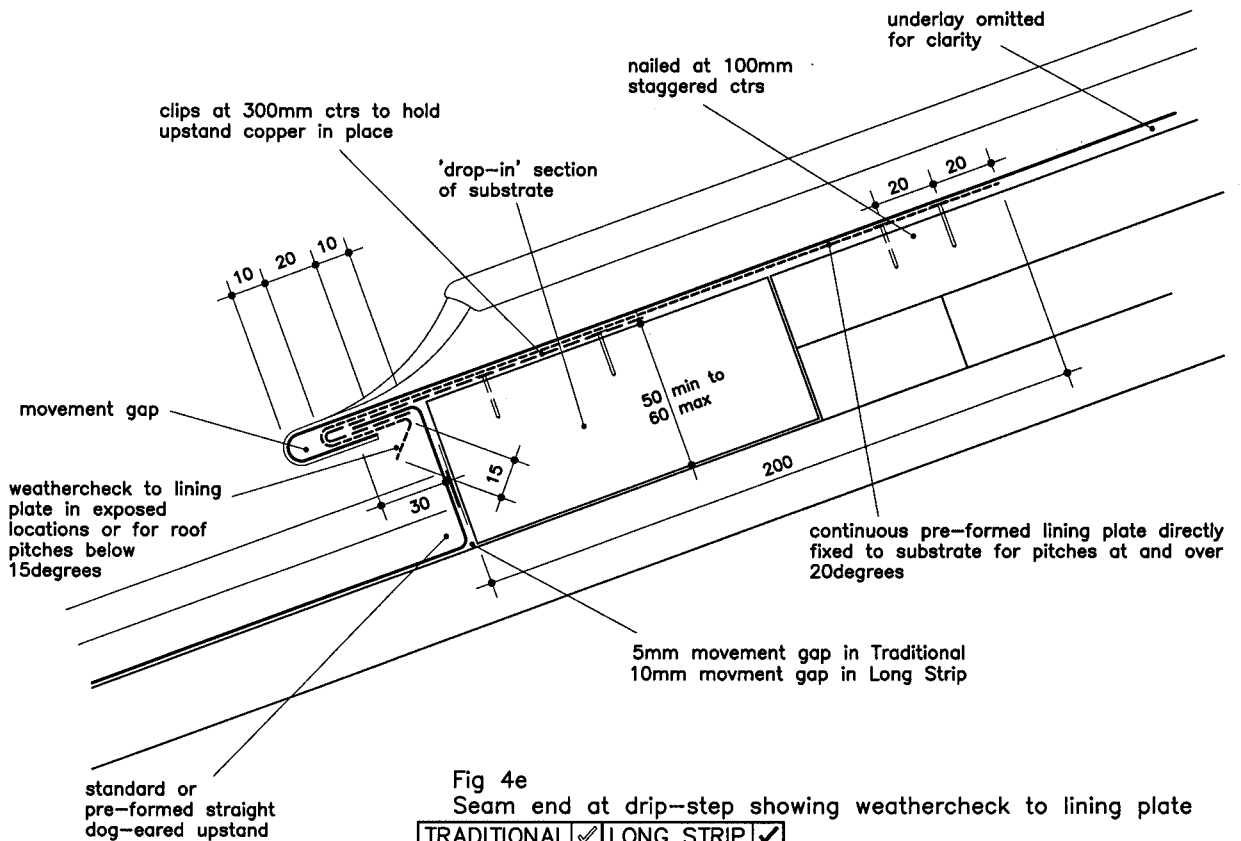 underlay omitted
for clarity
nailed at 100mm
staggered ctrs
clips at 300mm ctrs to hold
upstand copper in place
'drop-in' section
of substrate
20
20
10
20
10
movement gap
50 min to
60 max
15
200
30
weathercheck to lining
plate in exposed
locations or for roof
pitches below
15degrees
continuous pre-formed lining plate directly
fixed to substrate for pitches at and over
20degrees
5mm movement gap in Traditional
10mm movment gap in Long Strip
standard or
pre-formed straight
dog-eared upstand
Fig 4e
Seam end at drip-step showing weathercheck to lining plate
TRADITIONAL ✓ LONG STRIP ✓